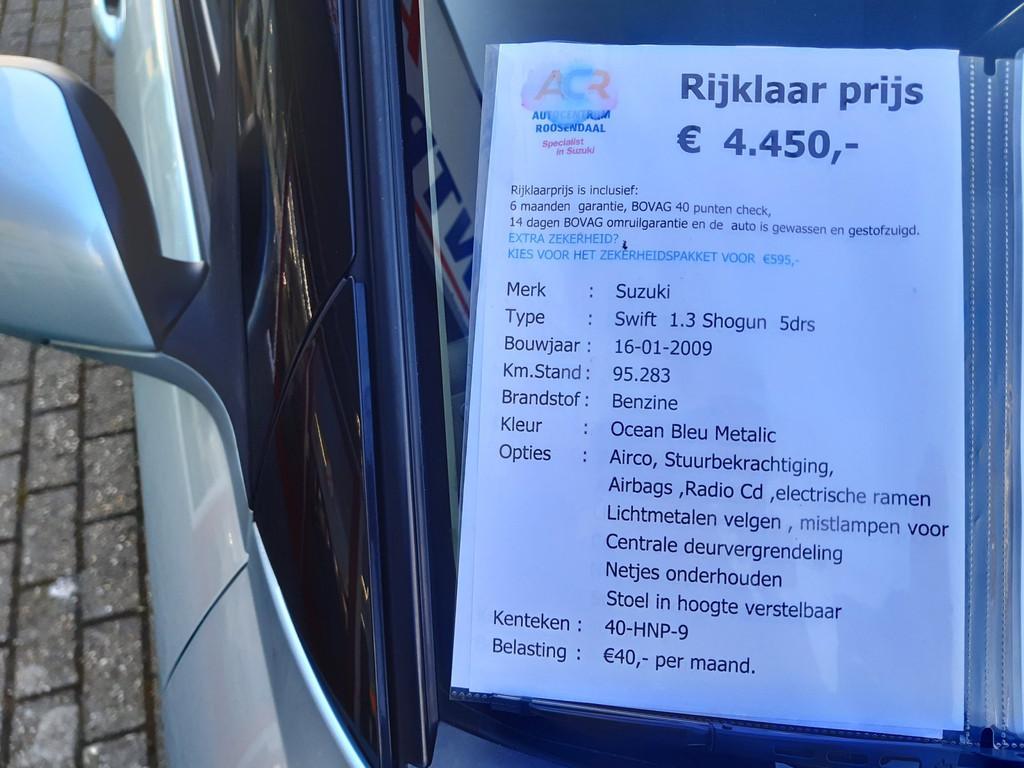 ACR
AUTOCENTRUM
ROOSENDAAL
Specialist
in Suzuki
Rijklaar prijs
€ 4.450,-
Rijklaarprijs is inclusief:
6 maanden garantie, BOVAG 40 punten check,
14 dagen BOVAG omruilgarantie en de auto is gewassen en gestofzuigd.
EXTRA ZEKERHEID?
KIES VOOR HET ZEKERHEIDSPAKKET VOOR €595,-
Merk : Suzuki
Type : Swift 1.3 Shogun 5drs
Bouwjaar : 16-01-2009
Km.Stand : 95.283
Brandstof : Benzine
Kleur : Ocean Bleu Metalic
Opties : Airco, Stuurbekrachtiging,
Airbags ,Radio Cd ,electrische ramen
Lichtmetalen velgen , mistlampen voor
Centrale deurvergrendeling
Netjes onderhouden
Stoel in hoogte verstelbaar
Kenteken : 40-HNP-9
Belasting : €40,- per maand.